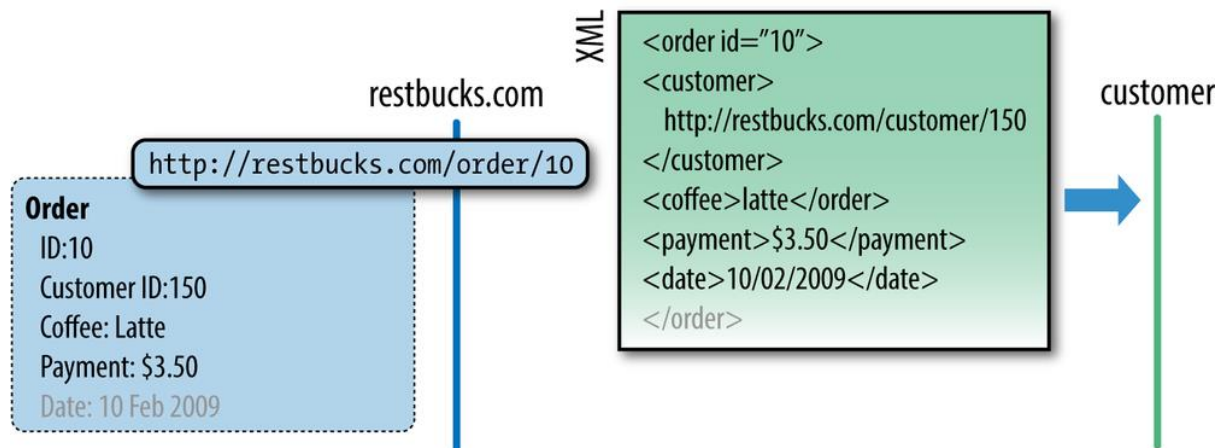 restbucks.com
http://restbucks.com/order/10
Order
ID:10
Customer ID:150
Coffee: Latte
Payment: $3.50
Date: 10 Feb 2009
XML
<order id=”10”>
<customer>
http://restbucks.com/customer/150
</customer>
<coffee>latte</order>
<payment>$3.50</payment>
<date>10/02/2009</date>
</order>
customer